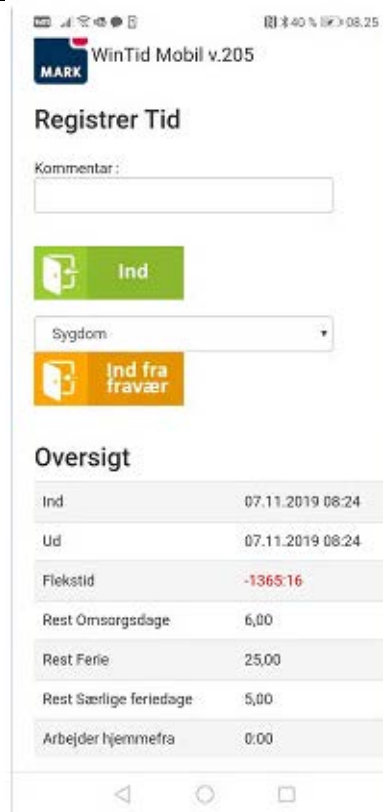 40 % 08.25
MARK
WinTid Mobil v.205
Registrer Tid
Kommentar:
Ind
Sygdom
Ind fra
fravær
Oversigt
Ind 07.11.2019 08:24
Ud 07.11.2019 08:24
Flekstid -1365:16
Rest Omsorgsdage 6,00
Rest Ferie 25,00
Rest Særlige feriedage 5,00
Arbejder hjemmefra 0:00